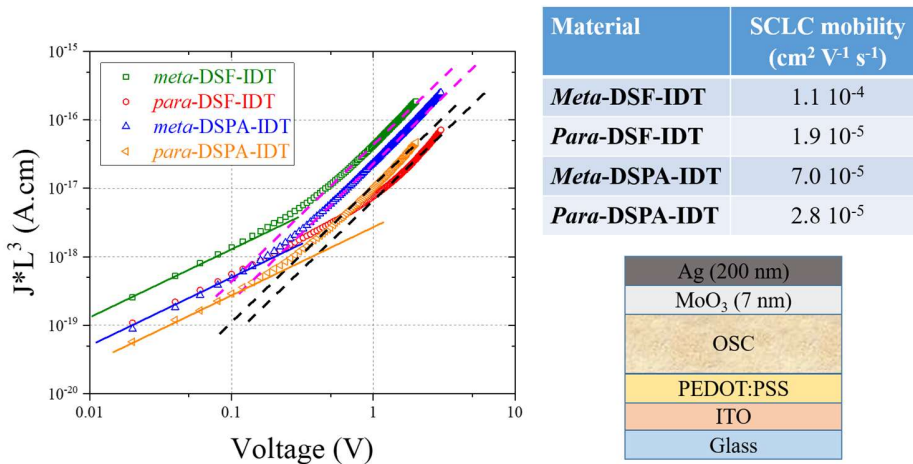 J*L³ (A.cm)
10⁻¹⁵
10⁻¹⁶
10⁻¹⁷
10⁻¹⁸
10⁻¹⁹
10⁻²⁰
meta-DSF-IDT
para-DSF-IDT
meta-DSPA-IDT
para-DSPA-IDT
0.01 0.1 1 10
Voltage (V)
Material SCLC mobility
(cm² V⁻¹ s⁻¹)
Meta-DSF-IDT 1.1 10⁻⁴
Para-DSF-IDT 1.9 10⁻⁵
Meta-DSPA-IDT 7.0 10⁻⁵
Para-DSPA-IDT 2.8 10⁻⁵
Ag (200 nm)
MoO₃ (7 nm)
OSC
PEDOT:PSS
ITO
Glass